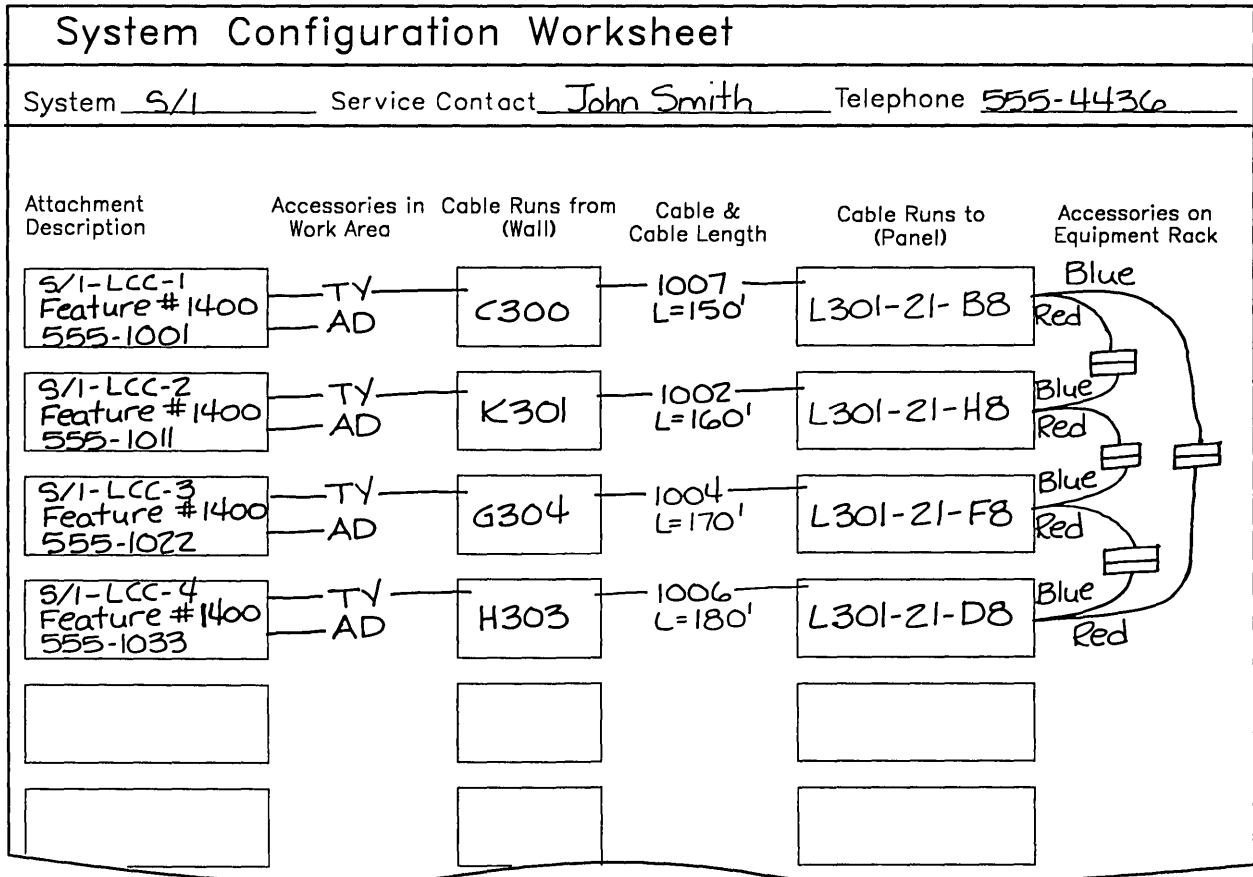 System Configuration Worksheet
System S/1 Service Contact John Smith Telephone 555-4436
Attachment Description
Accessories in Work Area
Cable Runs from (Wall)
Cable & Cable Length
Cable Runs to (Panel)
Accessories on Equipment Rack
Blue
S/1-LCC-1
Feature #1400
555-1001
TY
AD
C300
1007
L=150'
L301-21-B8
Red
S/1-LCC-2
Feature #1400
555-1011
TY
AD
K301
1002
L=160'
L301-21-H8
Blue
Red
S/1-LCC-3
Feature #1400
555-1022
TY
AD
G304
1004
L=170'
L301-21-F8
Blue
Red
S/1-LCC-4
Feature #1400
555-1033
TY
AD
H303
1006
L=180'
L301-21-D8
Blue
Red